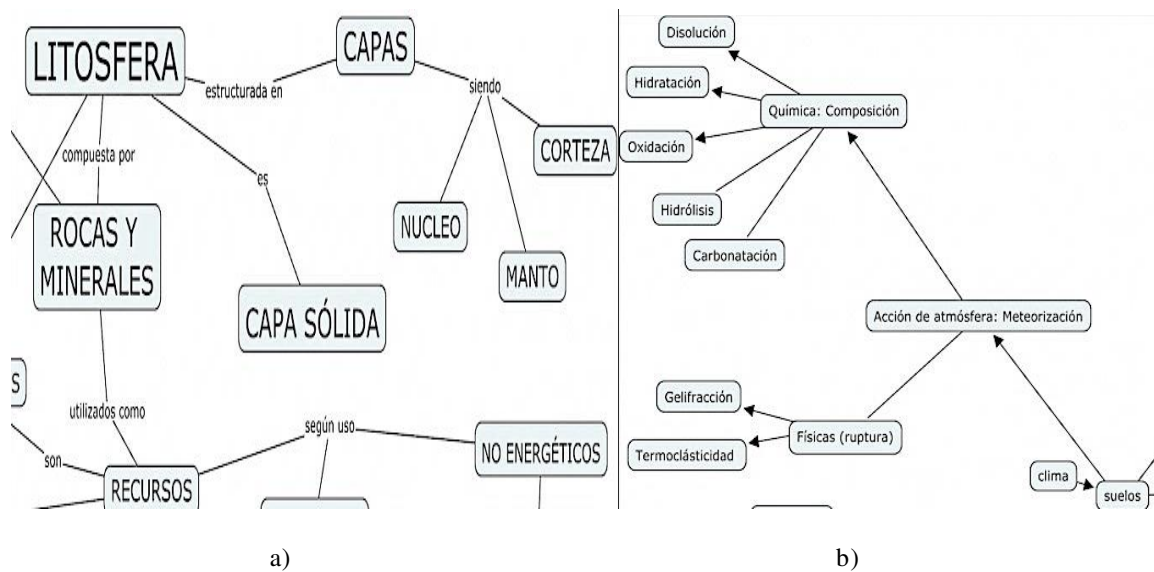 LITOSFERA
estructurada en
CAPAS
siendo
CORTEZA
compuesta por
es
NUCLEO
MANTO
ROCAS Y
MINERALES
CAPA SÓLIDA
S
utilizados como
son
según uso
NO ENERGÉTICOS
RECURSOS
a)
Disolución
Hidratación
Química: Composición
Oxidación
Hidrólisis
Carbonatación
Acción de atmósfera: Meteorización
Gelifracción
Físicas (ruptura)
Termoclásticidad
clima
suelos
b)